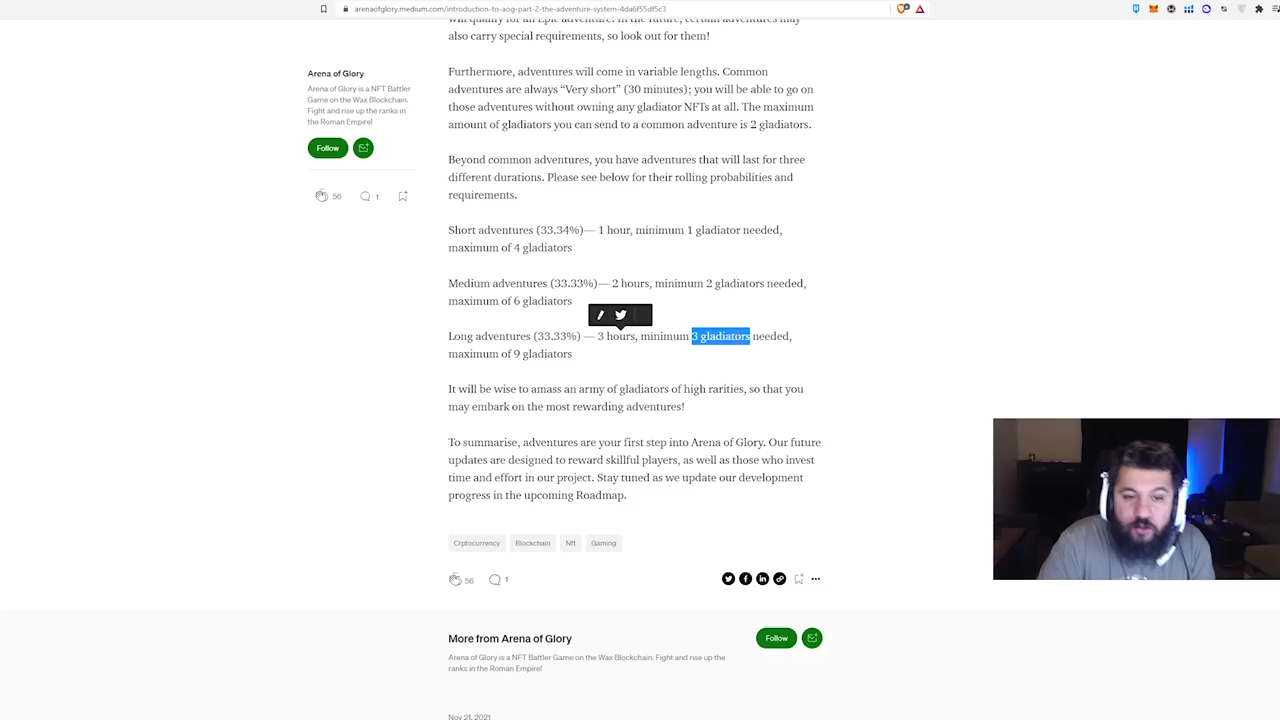 arenaofglory.medium.com/introduction-to-aog-part-2-the-adventure-system-4da6f55df5c3
will qualify for an Epic adventure. In the future, certain adventures may
also carry special requirements, so look out for them!
Arena of Glory
Arena of Glory is a NFT Battler
Game on the Wax Blockchain.
Fight and rise up the ranks in
the Roman Empire!
Follow
56
1
Furthermore, adventures will come in variable lengths. Common
adventures are always “Very short” (30 minutes); you will be able to go on
those adventures without owning any gladiator NFTs at all. The maximum
amount of gladiators you can send to a common adventure is 2 gladiators.
Beyond common adventures, you have adventures that will last for three
different durations. Please see below for their rolling probabilities and
requirements.
Short adventures (33.34%)— 1 hour, minimum 1 gladiator needed,
maximum of 4 gladiators
Medium adventures (33.33%)— 2 hours, minimum 2 gladiators needed,
maximum of 6 gladiators
Long adventures (33.33%) — 3 hours, minimum 3 gladiators needed,
maximum of 9 gladiators
It will be wise to amass an army of gladiators of high rarities, so that you
may embark on the most rewarding adventures!
To summarise, adventures are your first step into Arena of Glory. Our future
updates are designed to reward skillful players, as well as those who invest
time and effort in our project. Stay tuned as we update our development
progress in the upcoming Roadmap.
Crptocurrency
Blockchain
Nft
Gaming
56
1
More from Arena of Glory
Follow
Arena of Glory is a NFT Battler Game on the Wax Blockchain. Fight and rise up the
ranks in the Roman Empire!
Nov 21, 2021